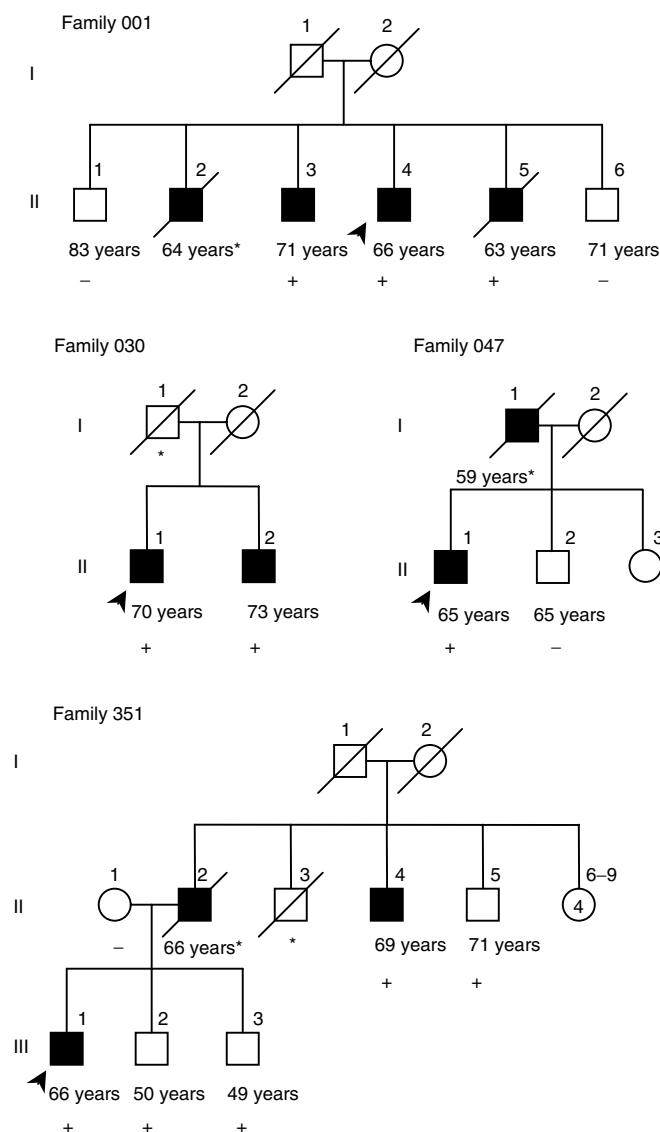 Family 001
1 2
I
1 2 3 4 5 6
II
83 years 64 years* 71 years 66 years 63 years 71 years
– + + + –
Family 030 Family 047
1 2
I
*
1 2
II
70 years 73 years
+ +
1 2
I
59 years*
1 2 3
II
65 years 65 years
+ –
Family 351
1 2
I
1 2 3 4 5 6–9
II
4
– 66 years* * 69 years 71 years
+ +
1 2 3
III
66 years 50 years 49 years
+ + +